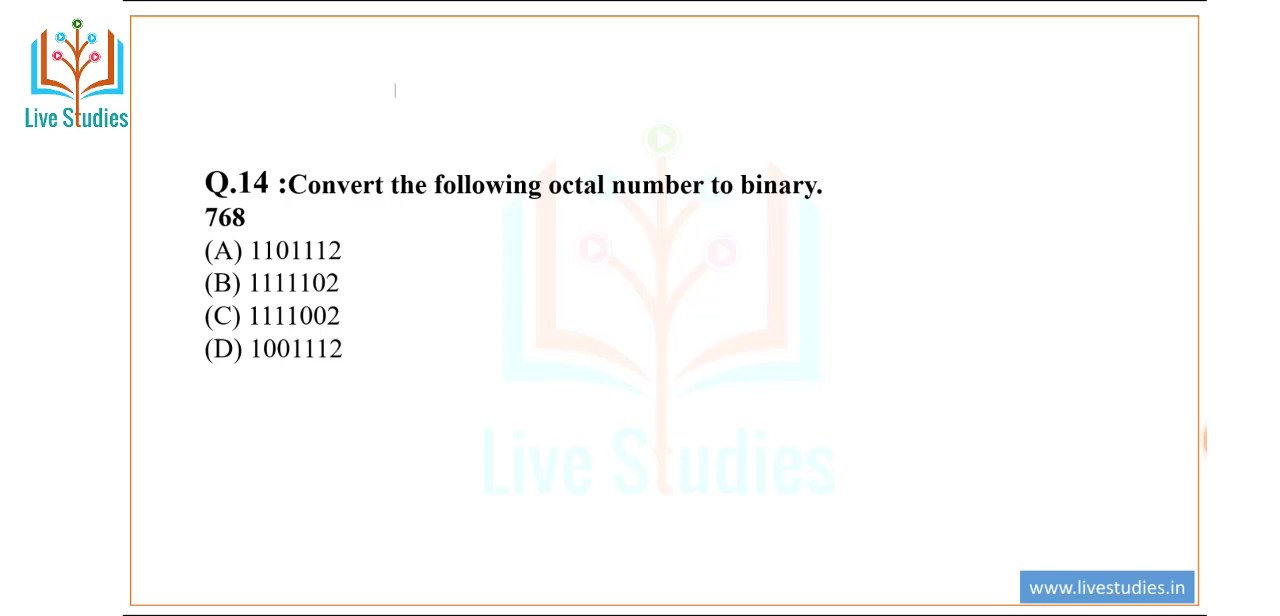 Live Studies
Q.14 :Convert the following octal number to binary.
768
(A) 1101112
(B) 1111102
(C) 1111002
(D) 1001112
Live Studies
www.livestudies.in